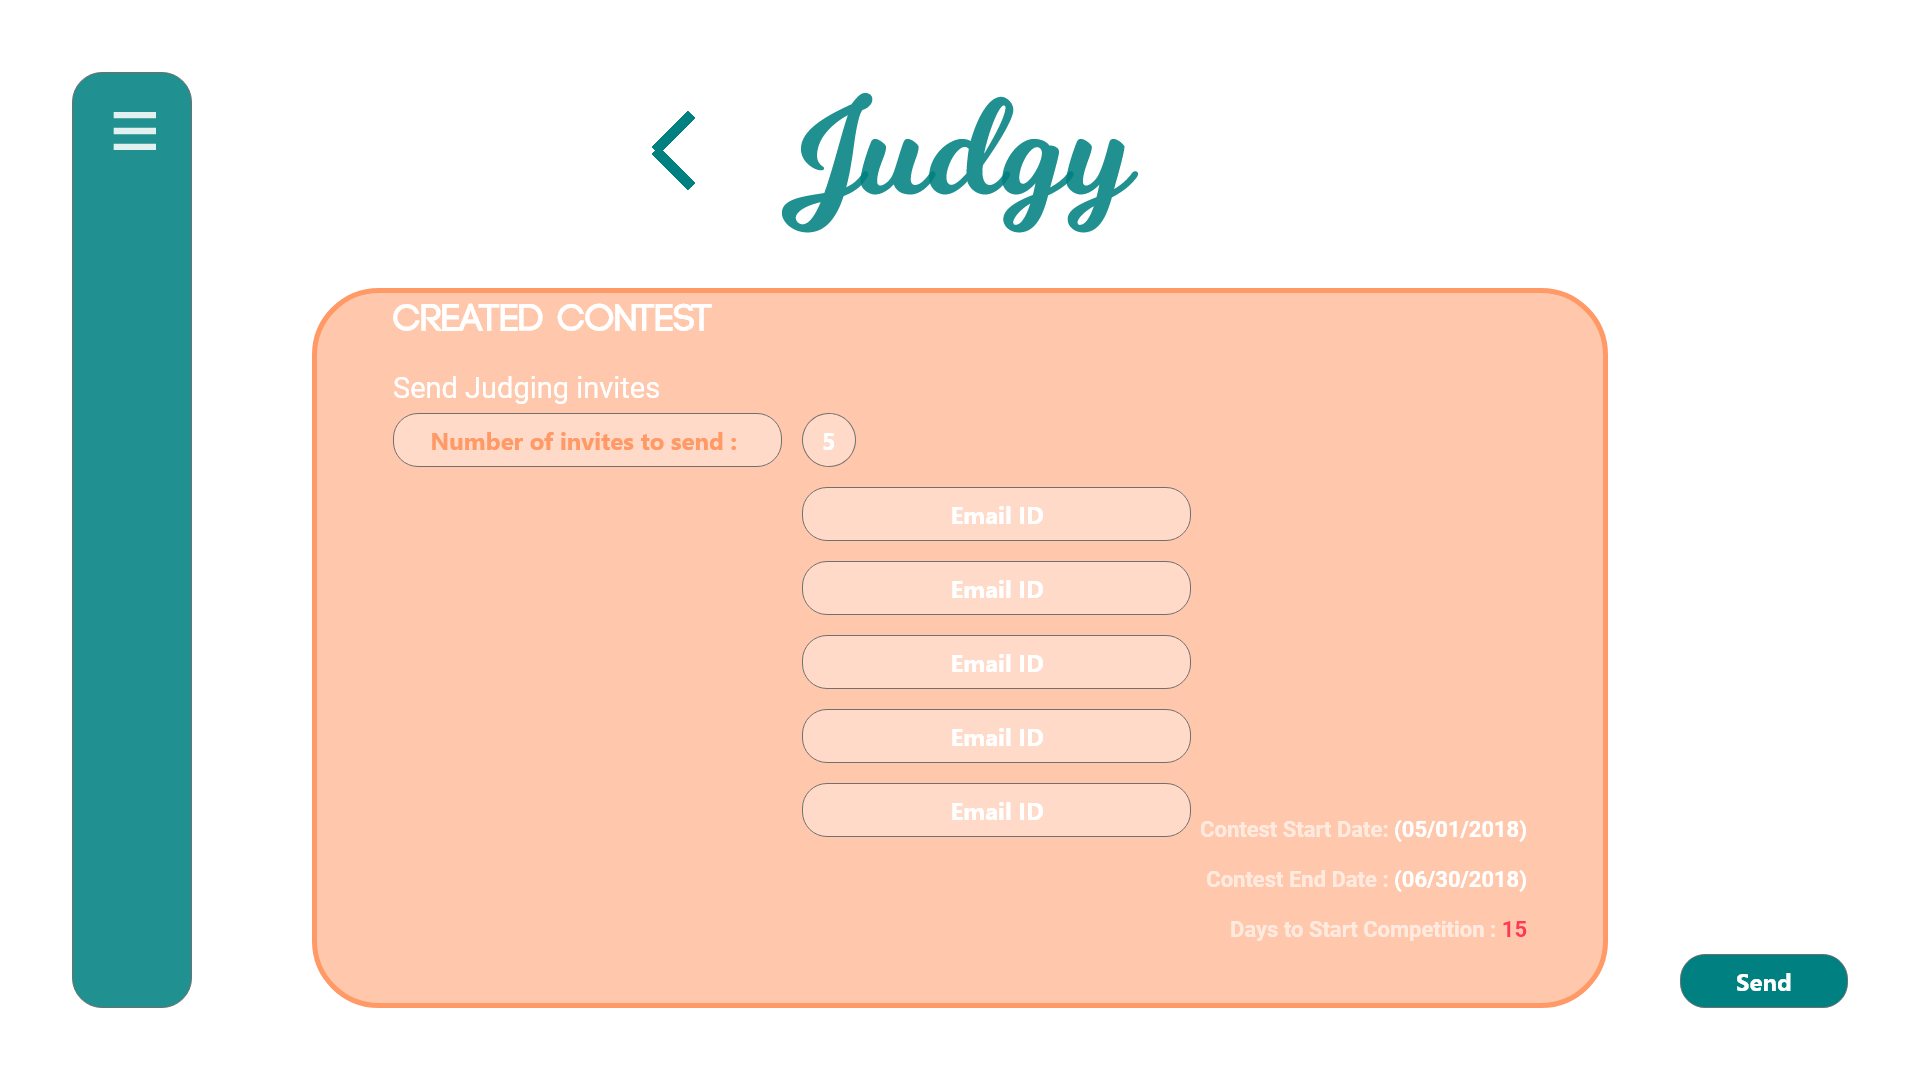 Judgy
CREATED CONTEST
Send Judging invites
Number of invites to send :
5
Email ID
Email ID
Email ID
Email ID
Email ID
Contest Start Date: (05/01/2018)
Contest End Date : (06/30/2018)
Days to Start Competition : 15
Send